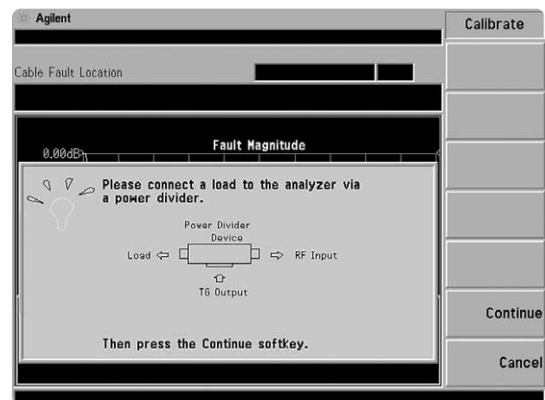 Agilent
Calibrate
Cable Fault Location
Fault Magnitude
0.00dB
Please connect a load to the analyzer via
a power divider.
Power Divider
Device
Load
RF Input
TG Output
Then press the Continue softkey.
Continue
Cancel